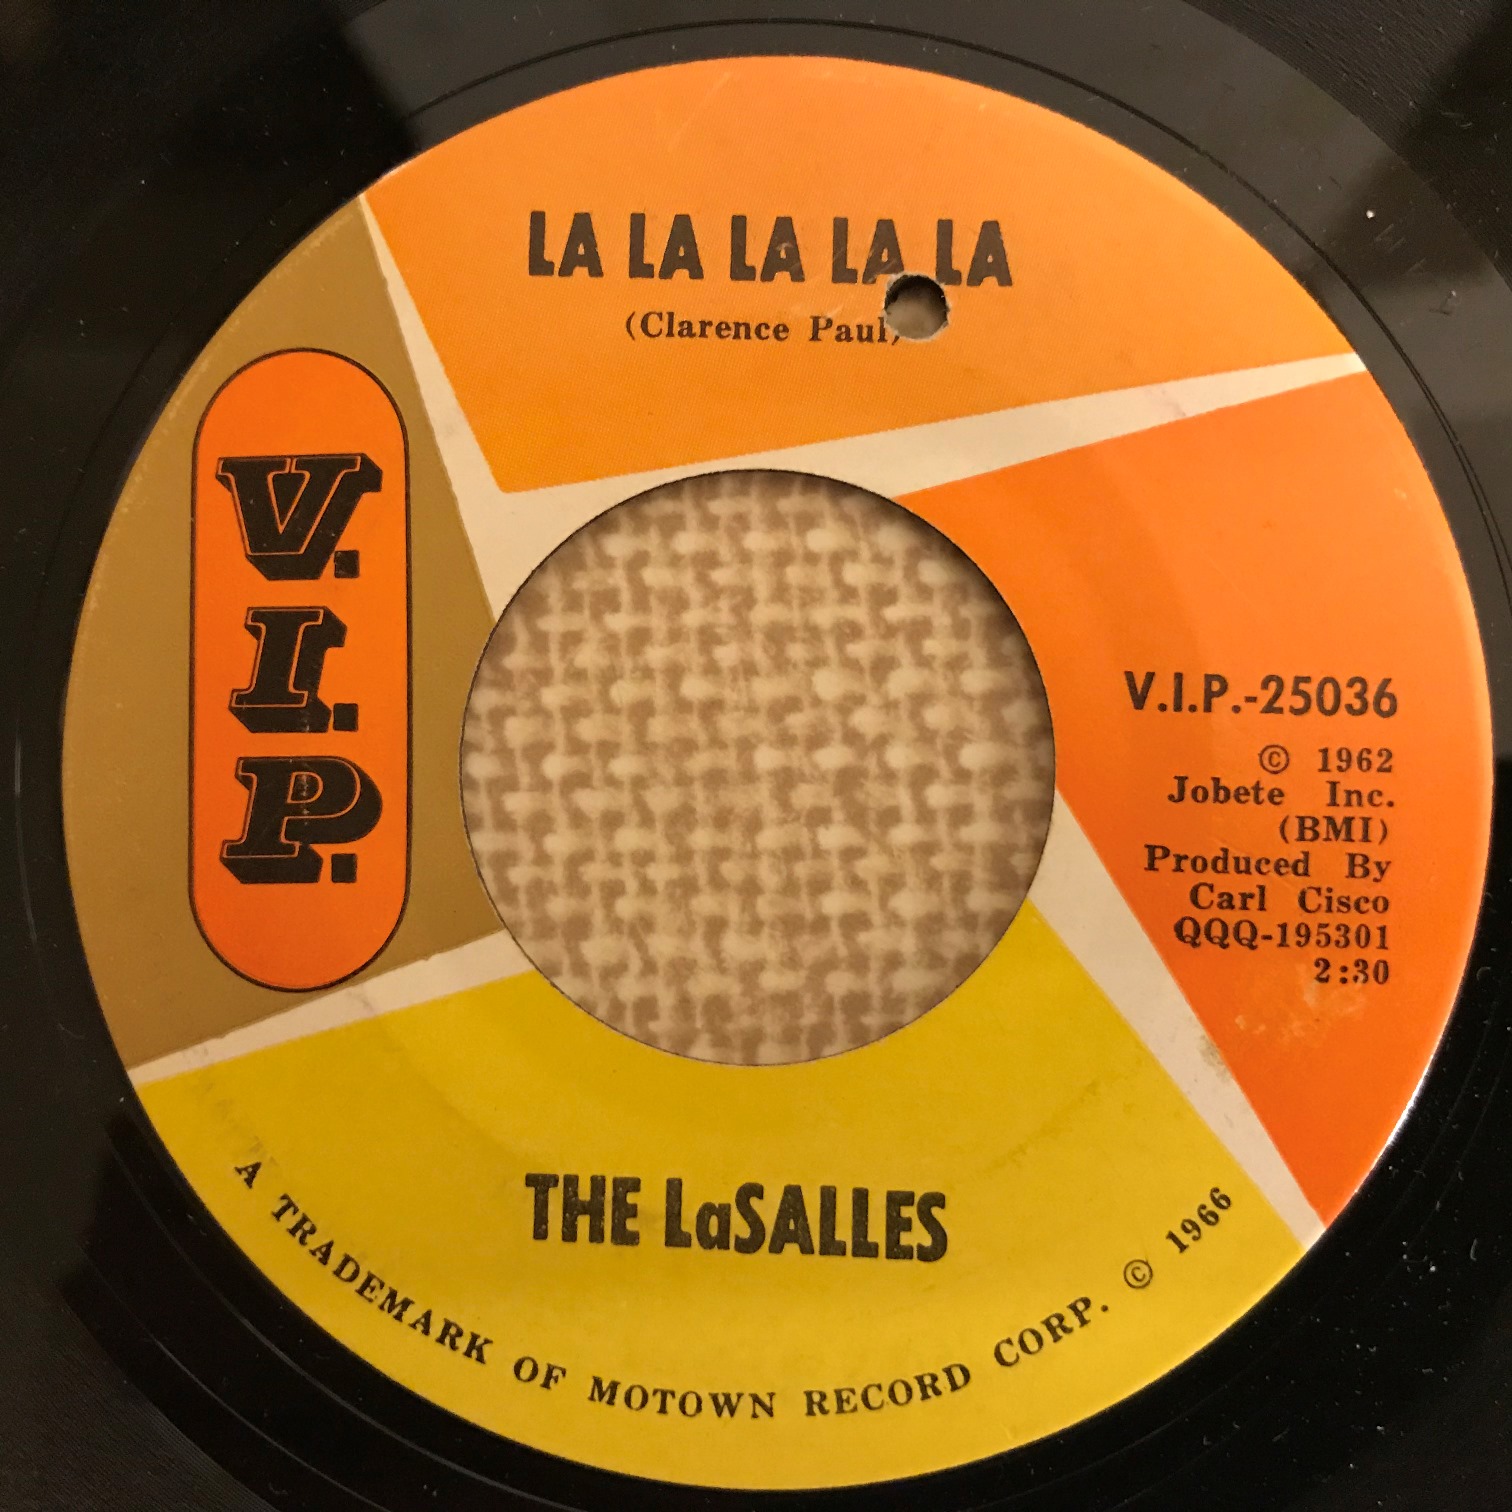 LA LA LA LA LA
(Clarence Paul)
V.
I.
P.
V.I.P.-25036
© 1962
Jobete Inc.
(BMI)
Produced By
Carl Cisco
QQQ-195301
2:30
THE LaSALLES
A TRADEMARK OF MOTOWN RECORD CORP. © 1966